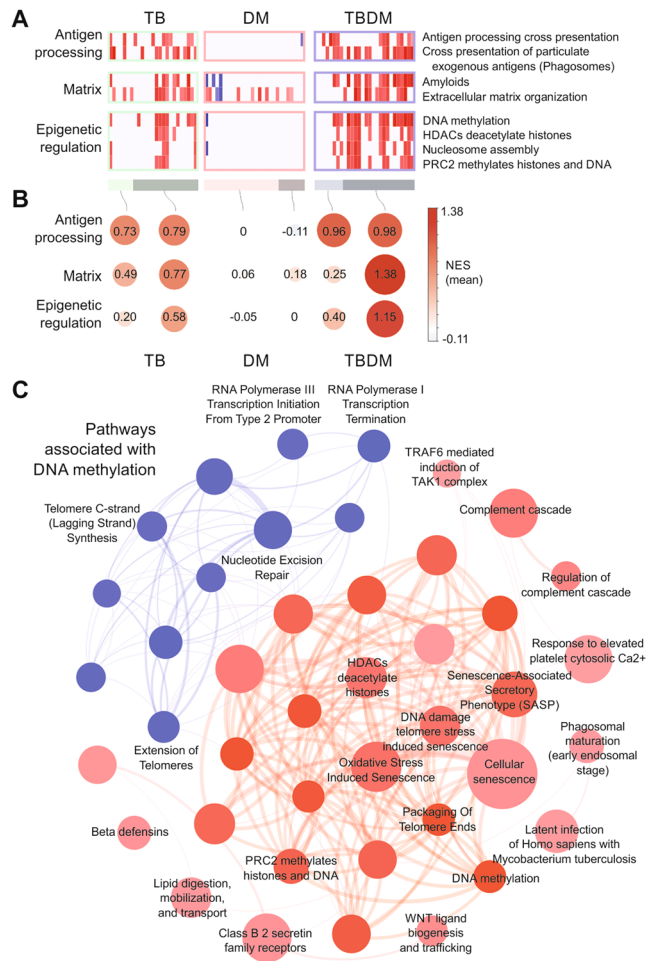 A
TB
DM
TBDM
Antigen
processing
Antigen processing cross presentation
Cross presentation of particulate
exogenous antigens (Phagosomes)
Matrix
Amyloids
Extracellular matrix organization
Epigenetic
regulation
DNA methylation
HDACs deacetylate histones
Nucleosome assembly
PRC2 methylates histones and DNA
B
Antigen
processing
0.73
0.79
0
-0.11
0.96
0.98
Matrix
0.49
0.77
0.06
0.18
0.25
1.38
Epigenetic
regulation
0.20
0.58
-0.05
0
0.40
1.15
1.38
NES
(mean)
-0.11
TB
DM
TBDM
C
Pathways
associated with
DNA methylation
RNA Polymerase III
Transcription Initiation
From Type 2 Promoter
RNA Polymerase I
Transcription
Termination
TRAF6 mediated
induction of
TAK1 complex
Complement cascade
Telomere C-strand
(Lagging Strand)
Synthesis
Nucleotide Excision
Repair
Regulation of
complement cascade
Response to elevated
platelet cytosolic Ca2+
HDACs
deacetylate
histones
Senescence-Associated
Secretory
Phenotype (SASP)
DNA damage
telomere stress
induced senescence
Phagosomal
maturation
(early endosomal
stage)
Extension of
Telomeres
Oxidative Stress
Induced Senescence
Cellular
senescence
Beta defensins
Packaging Of
Telomere Ends
Latent infection
of Homo sapiens with
Mycobacterium tuberculosis
PRC2 methylates
histones and DNA
DNA methylation
Lipid digestion,
mobilization,
and transport
Class B 2 secretin
family receptors
WNT ligand
biogenesis
and trafficking